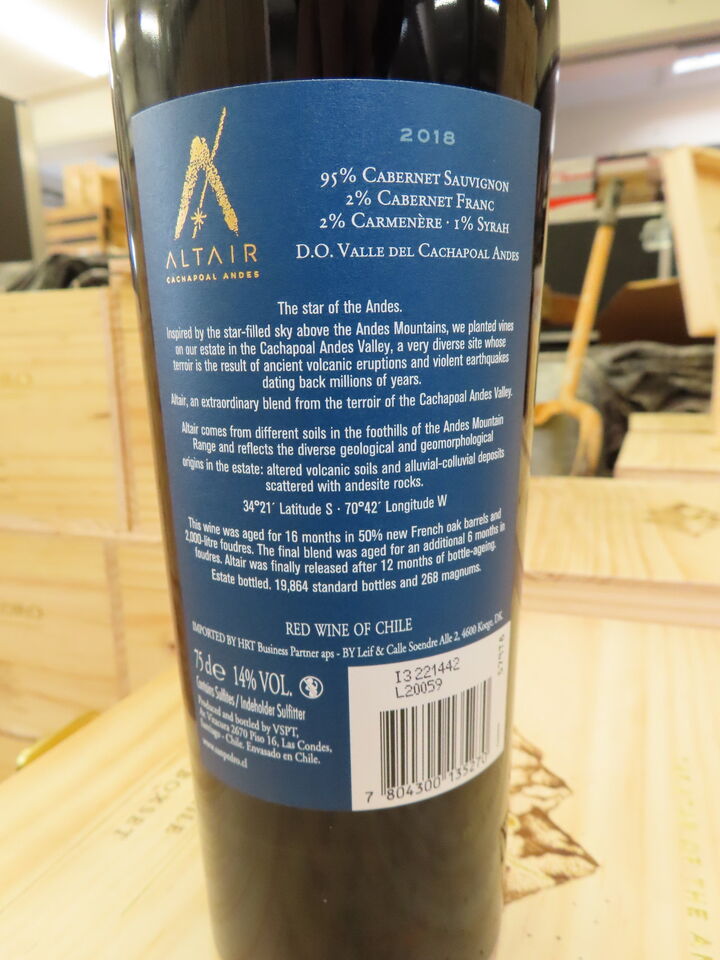 ALTAIR
CACHAPOAL ANDES
2018
95% CABERNET SAUVIGNON
2% CABERNET FRANC
2% CARMENÈRE · 1% SYRAH
D.O. VALLE DEL CACHAPOAL ANDES
The star of the Andes.
Inspired by the star-filled sky above the Andes Mountains, we planted vines
on our estate in the Cachapoal Andes Valley, a very diverse site whose
terroir is the result of ancient volcanic eruptions and violent earthquakes
dating back millions of years.
Altair, an extraordinary blend from the terroir of the Cachapoal Andes Valley.
Altair comes from different soils in the foothills of the Andes Mountain
Range and reflects the diverse geological and geomorphological
origins in the estate: altered volcanic soils and alluvial-colluvial deposits
scattered with andesite rocks.
34°21´ Latitude S · 70°42´ Longitude W
This wine was aged for 16 months in 50% new French oak barrels and
2,000-litre foudres. The final blend was aged for an additional 6 months in
foudres. Altair was finally released after 12 months of bottle-ageing.
Estate bottled. 19,864 standard bottles and 268 magnums.
RED WINE OF CHILE
IMPORTED BY HRT Business Partner aps - BY Leif & Calle Soendre Alle 2, 4600 Koege, DK
75 cl e 14% VOL.
Contains Sulfites / Indeholder Sulfitter
Produced and bottled by VSPT,
Av. Vitacura 2670 Piso 16, Las Condes,
Santiago - Chile. Envasado en Chile.
www.sanpedro.cl
I3 221442
L20059
7 804300 135270
BOXSET